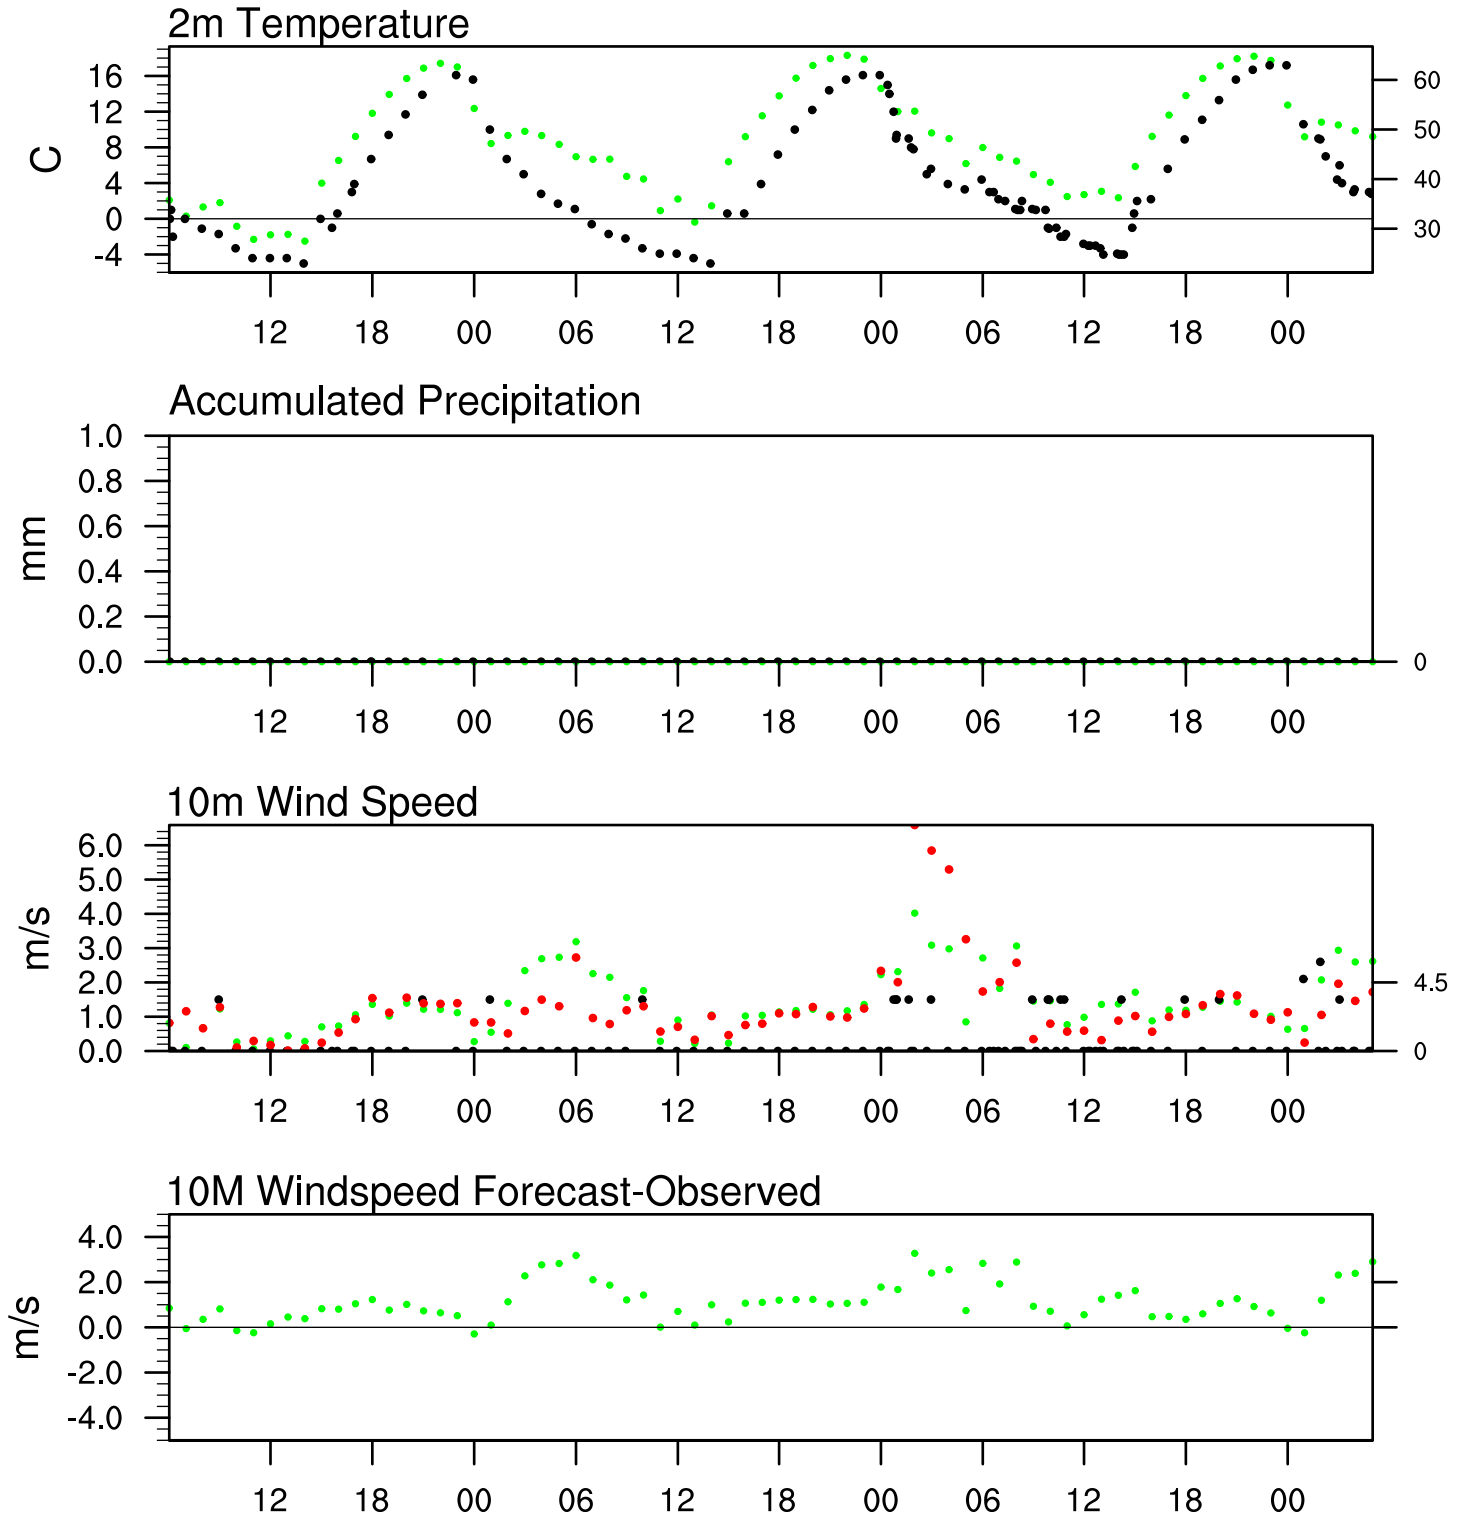 2m Temperature
16
12
8
4
0
-4
C
60
50
40
30
12 18 00 06 12 18 00 06 12 18 00
Accumulated Precipitation
1.0
0.8
0.6
0.4
0.2
0.0
mm
0
12 18 00 06 12 18 00 06 12 18 00
10m Wind Speed
6.0
5.0
4.0
3.0
2.0
1.0
0.0
m/s
4.5
0
12 18 00 06 12 18 00 06 12 18 00
10M Windspeed Forecast-Observed
4.0
2.0
0.0
-2.0
-4.0
m/s
12 18 00 06 12 18 00 06 12 18 00